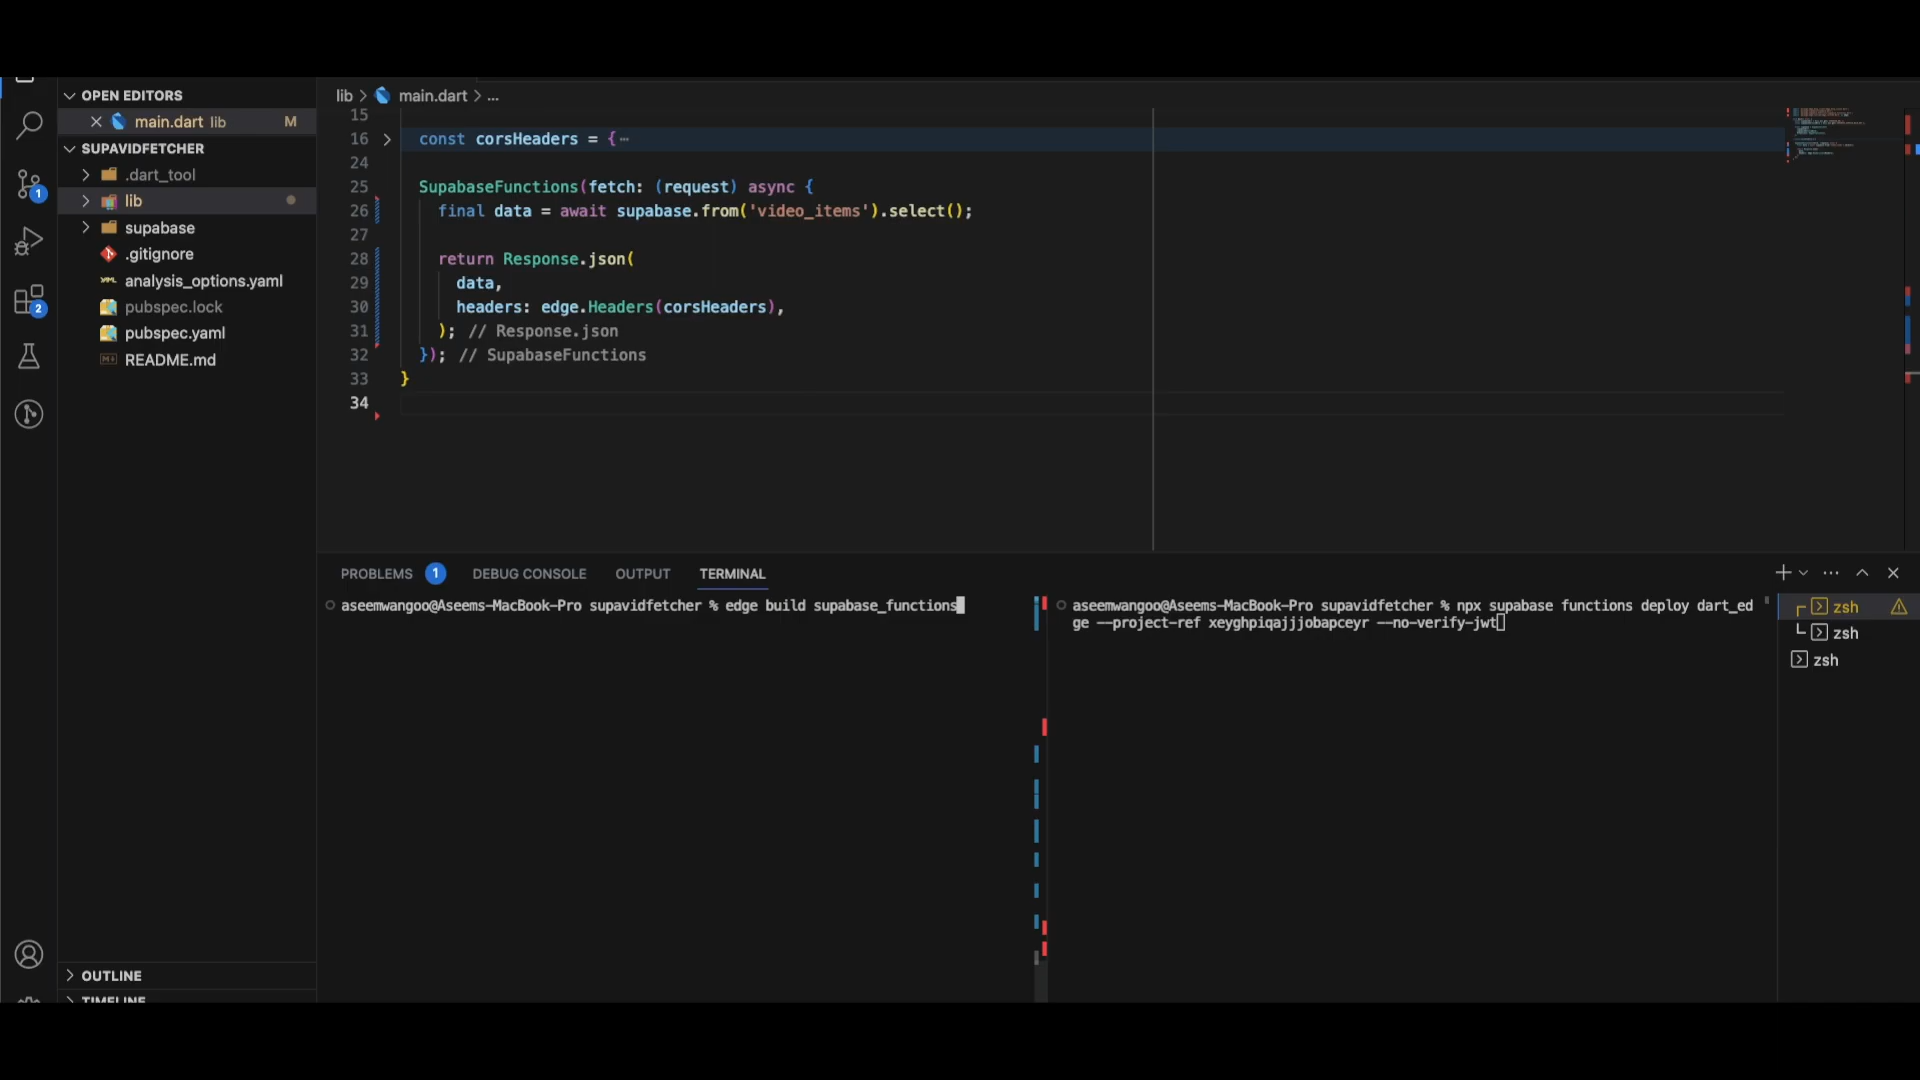 OPEN EDITORS
main.dart lib M
SUPAVIDFETCHER
.dart_tool
lib
supabase
.gitignore
analysis_options.yaml
pubspec.lock
pubspec.yaml
README.md
OUTLINE
TIMELINE
1
2
lib > main.dart > ...
15
16 const corsHeaders = {
24
25 SupabaseFunctions(fetch: (request) async {
26 final data = await supabase.from('video_items').select();
27
28 return Response.json(
29 data,
30 headers: edge.Headers(corsHeaders),
31 ); // Response.json
32 }); // SupabaseFunctions
33 }
34
PROBLEMS 1 DEBUG CONSOLE OUTPUT TERMINAL
aseemwangoo@Aseems-MacBook-Pro supavidfetcher % edge build supabase_functions
aseemwangoo@Aseems-MacBook-Pro supavidfetcher % npx supabase functions deploy dart_ed
ge --project-ref xeyghpiqajjjobapceyr --no-verify-jwt
zsh
zsh
zsh